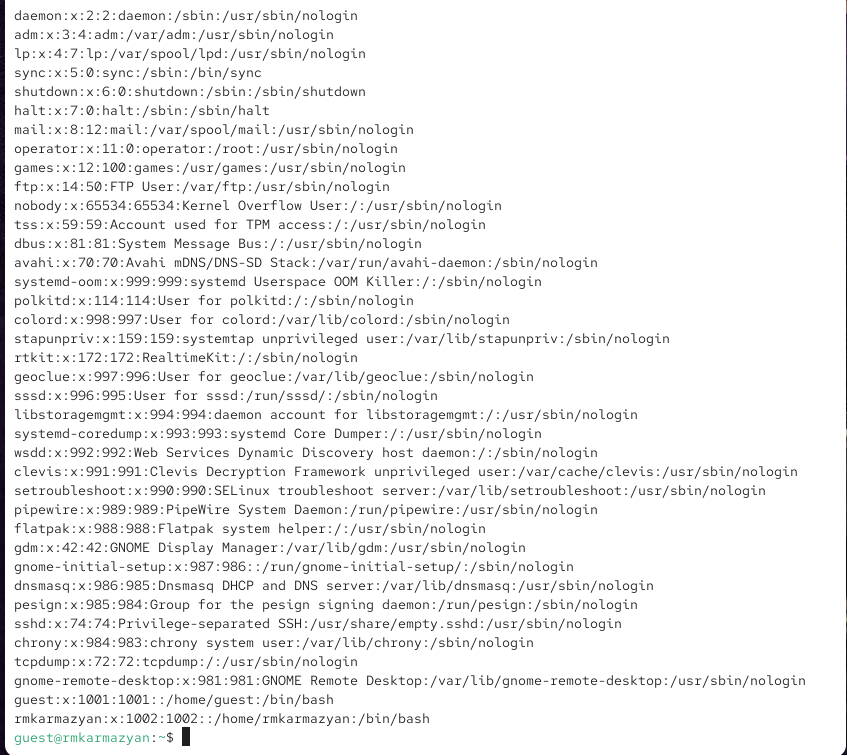 daemon:x:2:2:daemon:/sbin:/usr/sbin/nologin
adm:x:3:4:adm:/var/adm:/usr/sbin/nologin
lp:x:4:7:lp:/var/spool/lpd:/usr/sbin/nologin
sync:x:5:0:sync:/sbin:/bin/sync
shutdown:x:6:0:shutdown:/sbin:/sbin/shutdown
halt:x:7:0:halt:/sbin:/sbin/halt
mail:x:8:12:mail:/var/spool/mail:/usr/sbin/nologin
operator:x:11:0:operator:/root:/usr/sbin/nologin
games:x:12:100:games:/usr/games:/usr/sbin/nologin
ftp:x:14:50:FTP User:/var/ftp:/usr/sbin/nologin
nobody:x:65534:65534:Kernel Overflow User:/:/usr/sbin/nologin
tss:x:59:59:Account used for TPM access:/:/usr/sbin/nologin
dbus:x:81:81:System Message Bus:/:/usr/sbin/nologin
avahi:x:70:70:Avahi mDNS/DNS-SD Stack:/var/run/avahi-daemon:/sbin/nologin
systemd-oom:x:999:999:systemd Userspace OOM Killer:/:/usr/sbin/nologin
polkitd:x:114:114:User for polkitd:/:/sbin/nologin
colord:x:998:997:User for colord:/var/lib/colord:/sbin/nologin
stapunpriv:x:159:159:systemtap unprivileged user:/var/lib/stapunpriv:/sbin/nologin
rtkit:x:172:172:RealtimeKit:/:/sbin/nologin
geoclue:x:997:996:User for geoclue:/var/lib/geoclue:/sbin/nologin
sssd:x:996:995:User for sssd:/run/sssd/:/sbin/nologin
libstoragemgmt:x:994:994:daemon account for libstoragemgmt:/:/usr/sbin/nologin
systemd-coredump:x:993:993:systemd Core Dumper:/:/usr/sbin/nologin
wsdd:x:992:992:Web Services Dynamic Discovery host daemon:/:/sbin/nologin
clevis:x:991:991:Clevis Decryption Framework unprivileged user:/var/cache/clevis:/usr/sbin/nologin
setroubleshoot:x:990:990:SELinux troubleshoot server:/var/lib/setroubleshoot:/usr/sbin/nologin
pipewire:x:989:989:PipeWire System Daemon:/run/pipewire:/usr/sbin/nologin
flatpak:x:988:988:Flatpak system helper:/:/usr/sbin/nologin
gdm:x:42:42:GNOME Display Manager:/var/lib/gdm:/usr/sbin/nologin
gnome-initial-setup:x:987:986::/run/gnome-initial-setup/:/sbin/nologin
dnsmasq:x:986:985:Dnsmasq DHCP and DNS server:/var/lib/dnsmasq:/usr/sbin/nologin
pesign:x:985:984:Group for the pesign signing daemon:/run/pesign:/sbin/nologin
sshd:x:74:74:Privilege-separated SSH:/usr/share/empty.sshd:/usr/sbin/nologin
chrony:x:984:983:chrony system user:/var/lib/chrony:/sbin/nologin
tcpdump:x:72:72:tcpdump:/:/usr/sbin/nologin
gnome-remote-desktop:x:981:981:GNOME Remote Desktop:/var/lib/gnome-remote-desktop:/usr/sbin/nologin
guest:x:1001:1001::/home/guest:/bin/bash
rmkarmazyan:x:1002:1002::/home/rmkarmazyan:/bin/bash
guest@rmkarmazyan:~$